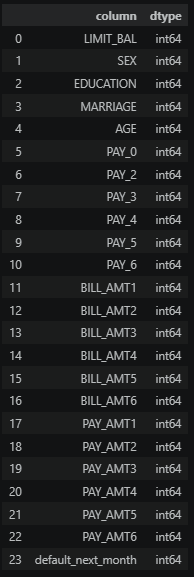 column dtype
0 LIMIT_BAL int64
1 SEX int64
2 EDUCATION int64
3 MARRIAGE int64
4 AGE int64
5 PAY_0 int64
6 PAY_2 int64
7 PAY_3 int64
8 PAY_4 int64
9 PAY_5 int64
10 PAY_6 int64
11 BILL_AMT1 int64
12 BILL_AMT2 int64
13 BILL_AMT3 int64
14 BILL_AMT4 int64
15 BILL_AMT5 int64
16 BILL_AMT6 int64
17 PAY_AMT1 int64
18 PAY_AMT2 int64
19 PAY_AMT3 int64
20 PAY_AMT4 int64
21 PAY_AMT5 int64
22 PAY_AMT6 int64
23 default_next_month int64